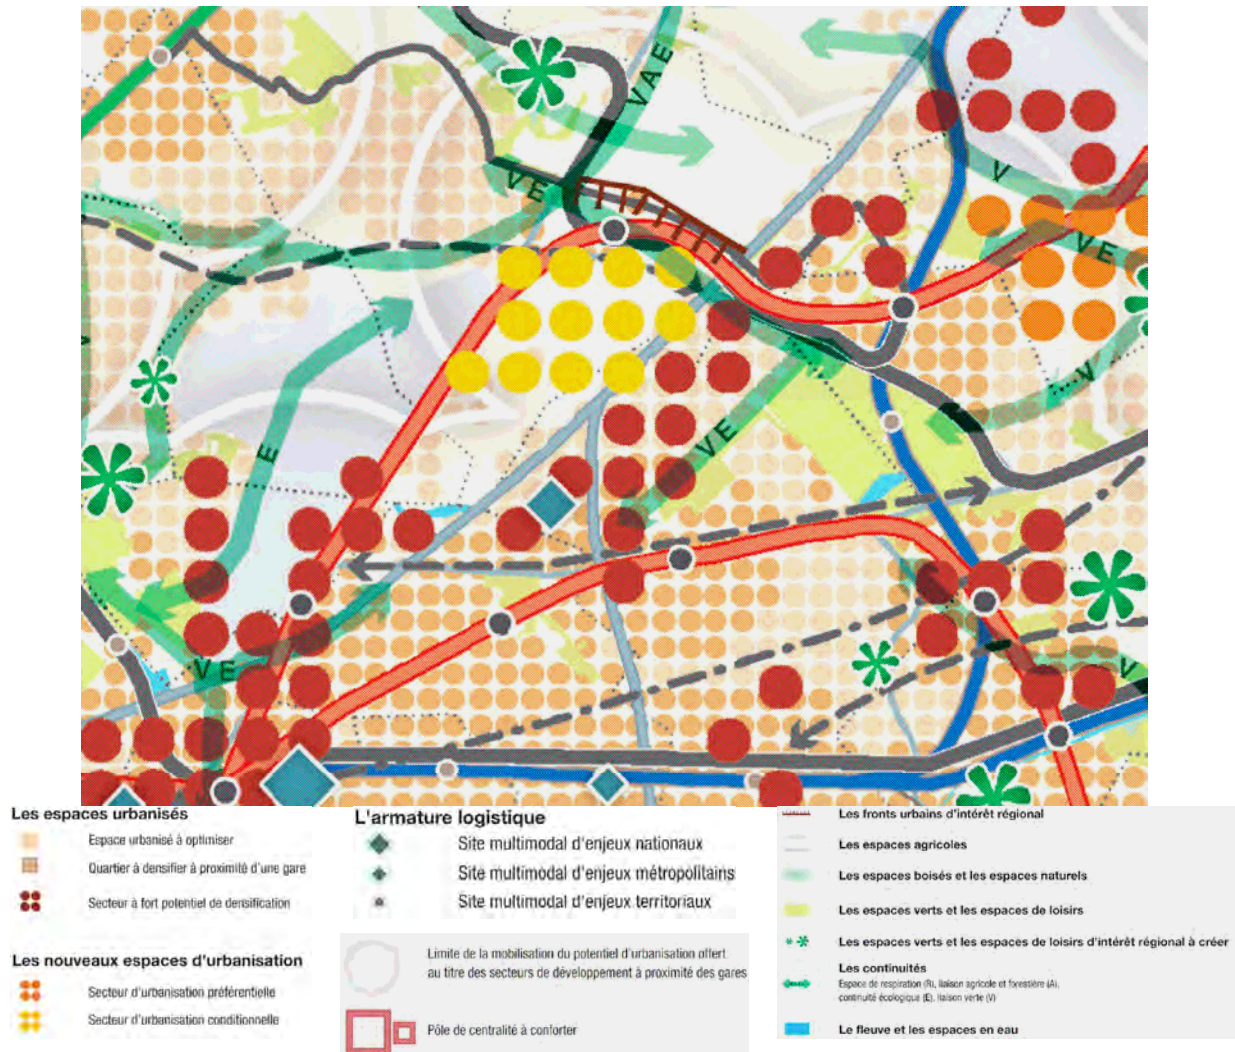 V A E
V E
V
V E
E
V
V E
V E
V
Les espaces urbanisés
Espace urbanisé à optimiser
Quartier à densifier à proximité d'une gare
Secteur à fort potentiel de densification
Les nouveaux espaces d'urbanisation
Secteur d'urbanisation préférentielle
Secteur d'urbanisation conditionnelle
L'armature logistique
Site multimodal d'enjeux nationaux
Site multimodal d'enjeux métropolitains
Site multimodal d'enjeux territoriaux
Limite de la mobilisation du potentiel d'urbanisation offert
au titre des secteurs de développement à proximité des gares
Pôle de centralité à conforter
Les fronts urbains d'intérêt régional
Les espaces agricoles
Les espaces boisés et les espaces naturels
Les espaces verts et les espaces de loisirs
Les espaces verts et les espaces de loisirs d'intérêt régional à créer
Les continuités
Espace de respiration (R), liaison agricole et forestière (A),
continuité écologique (E), liaison verte (V)
Le fleuve et les espaces en eau